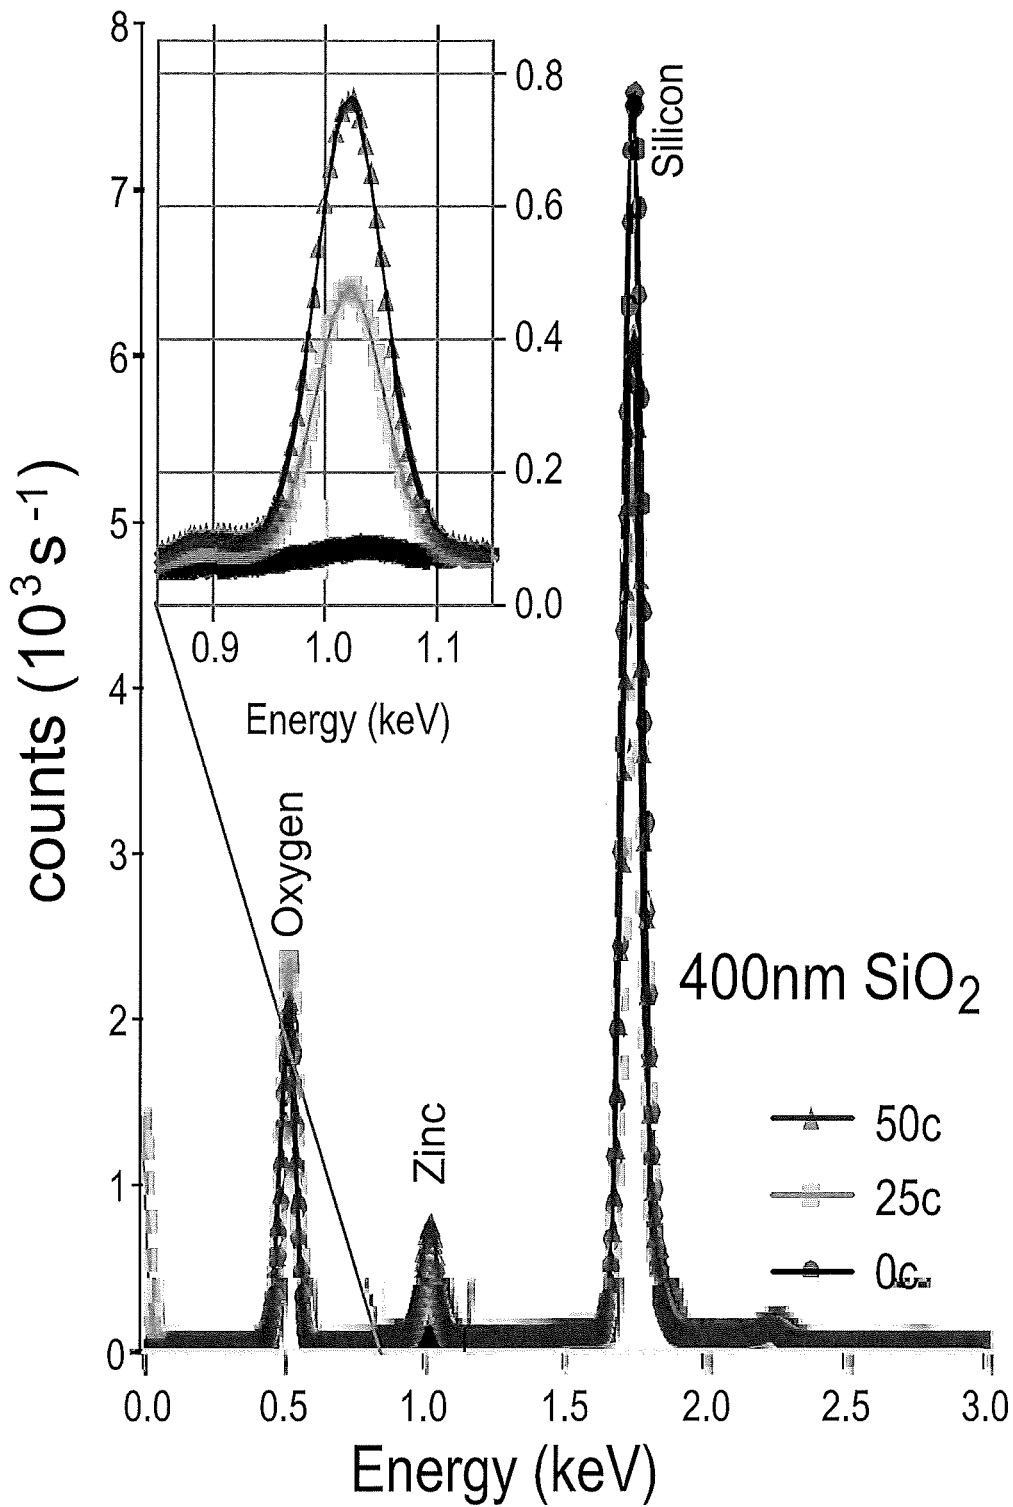 8
7
6
5
4
3
2
1
0
counts (10³s⁻¹)
0.8
0.6
0.4
0.2
0.0
0.9 1.0 1.1
Energy (keV)
Oxygen
Zinc
Silicon
400nm SiO₂
50c
25c
0c
0.0 0.5 1.0 1.5 2.0 2.5 3.0
Energy (keV)